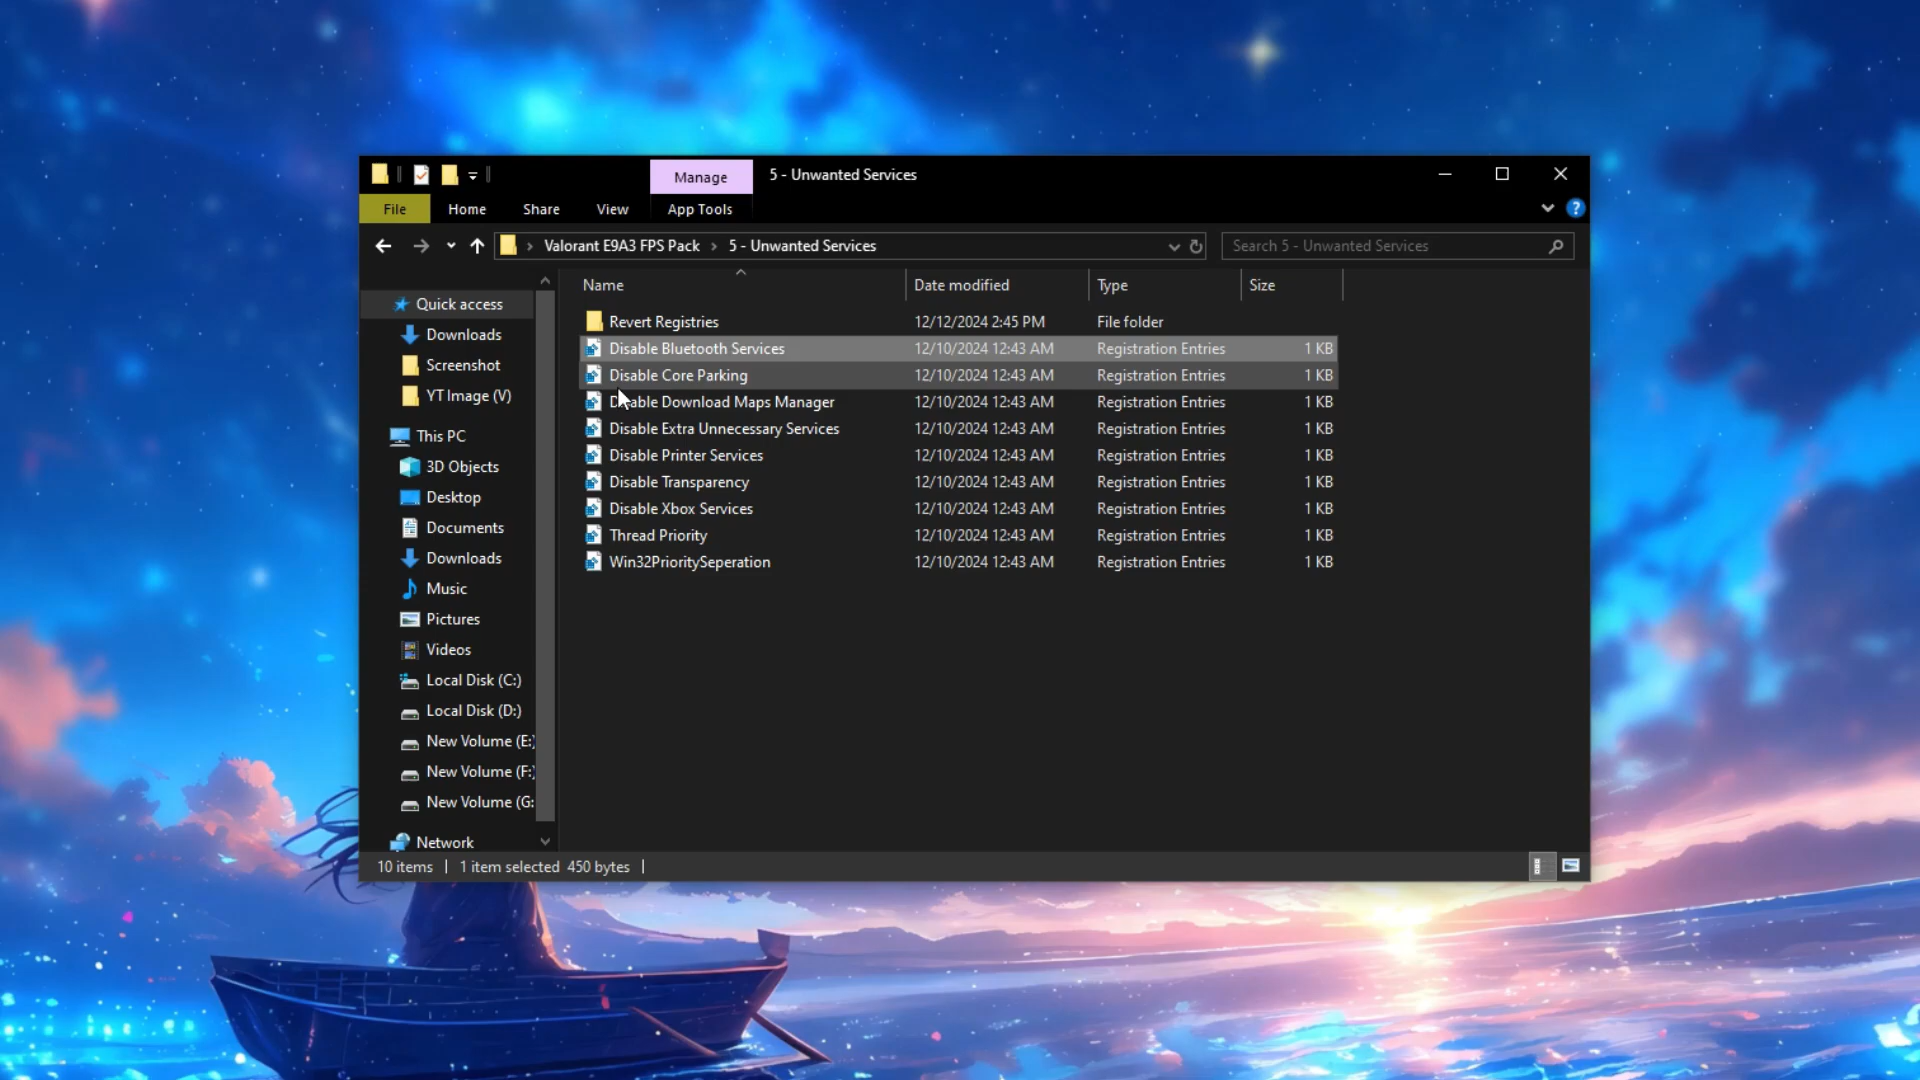 Manage
5 - Unwanted Services
File
Home
Share
View
App Tools
Valorant E9A3 FPS Pack > 5 - Unwanted Services
Search 5 - Unwanted Services
Name
Date modified
Type
Size
Quick access
Downloads
Screenshot
YT Image (V)
This PC
3D Objects
Desktop
Documents
Downloads
Music
Pictures
Videos
Local Disk (C:)
Local Disk (D:)
New Volume (E:)
New Volume (F:)
New Volume (G:
Network
Revert Registries 12/12/2024 2:45 PM File folder
Disable Bluetooth Services 12/10/2024 12:43 AM Registration Entries 1 KB
Disable Core Parking 12/10/2024 12:43 AM Registration Entries 1 KB
Disable Download Maps Manager 12/10/2024 12:43 AM Registration Entries 1 KB
Disable Extra Unnecessary Services 12/10/2024 12:43 AM Registration Entries 1 KB
Disable Printer Services 12/10/2024 12:43 AM Registration Entries 1 KB
Disable Transparency 12/10/2024 12:43 AM Registration Entries 1 KB
Disable Xbox Services 12/10/2024 12:43 AM Registration Entries 1 KB
Thread Priority 12/10/2024 12:43 AM Registration Entries 1 KB
Win32PrioritySeperation 12/10/2024 12:43 AM Registration Entries 1 KB
10 items
1 item selected 450 bytes